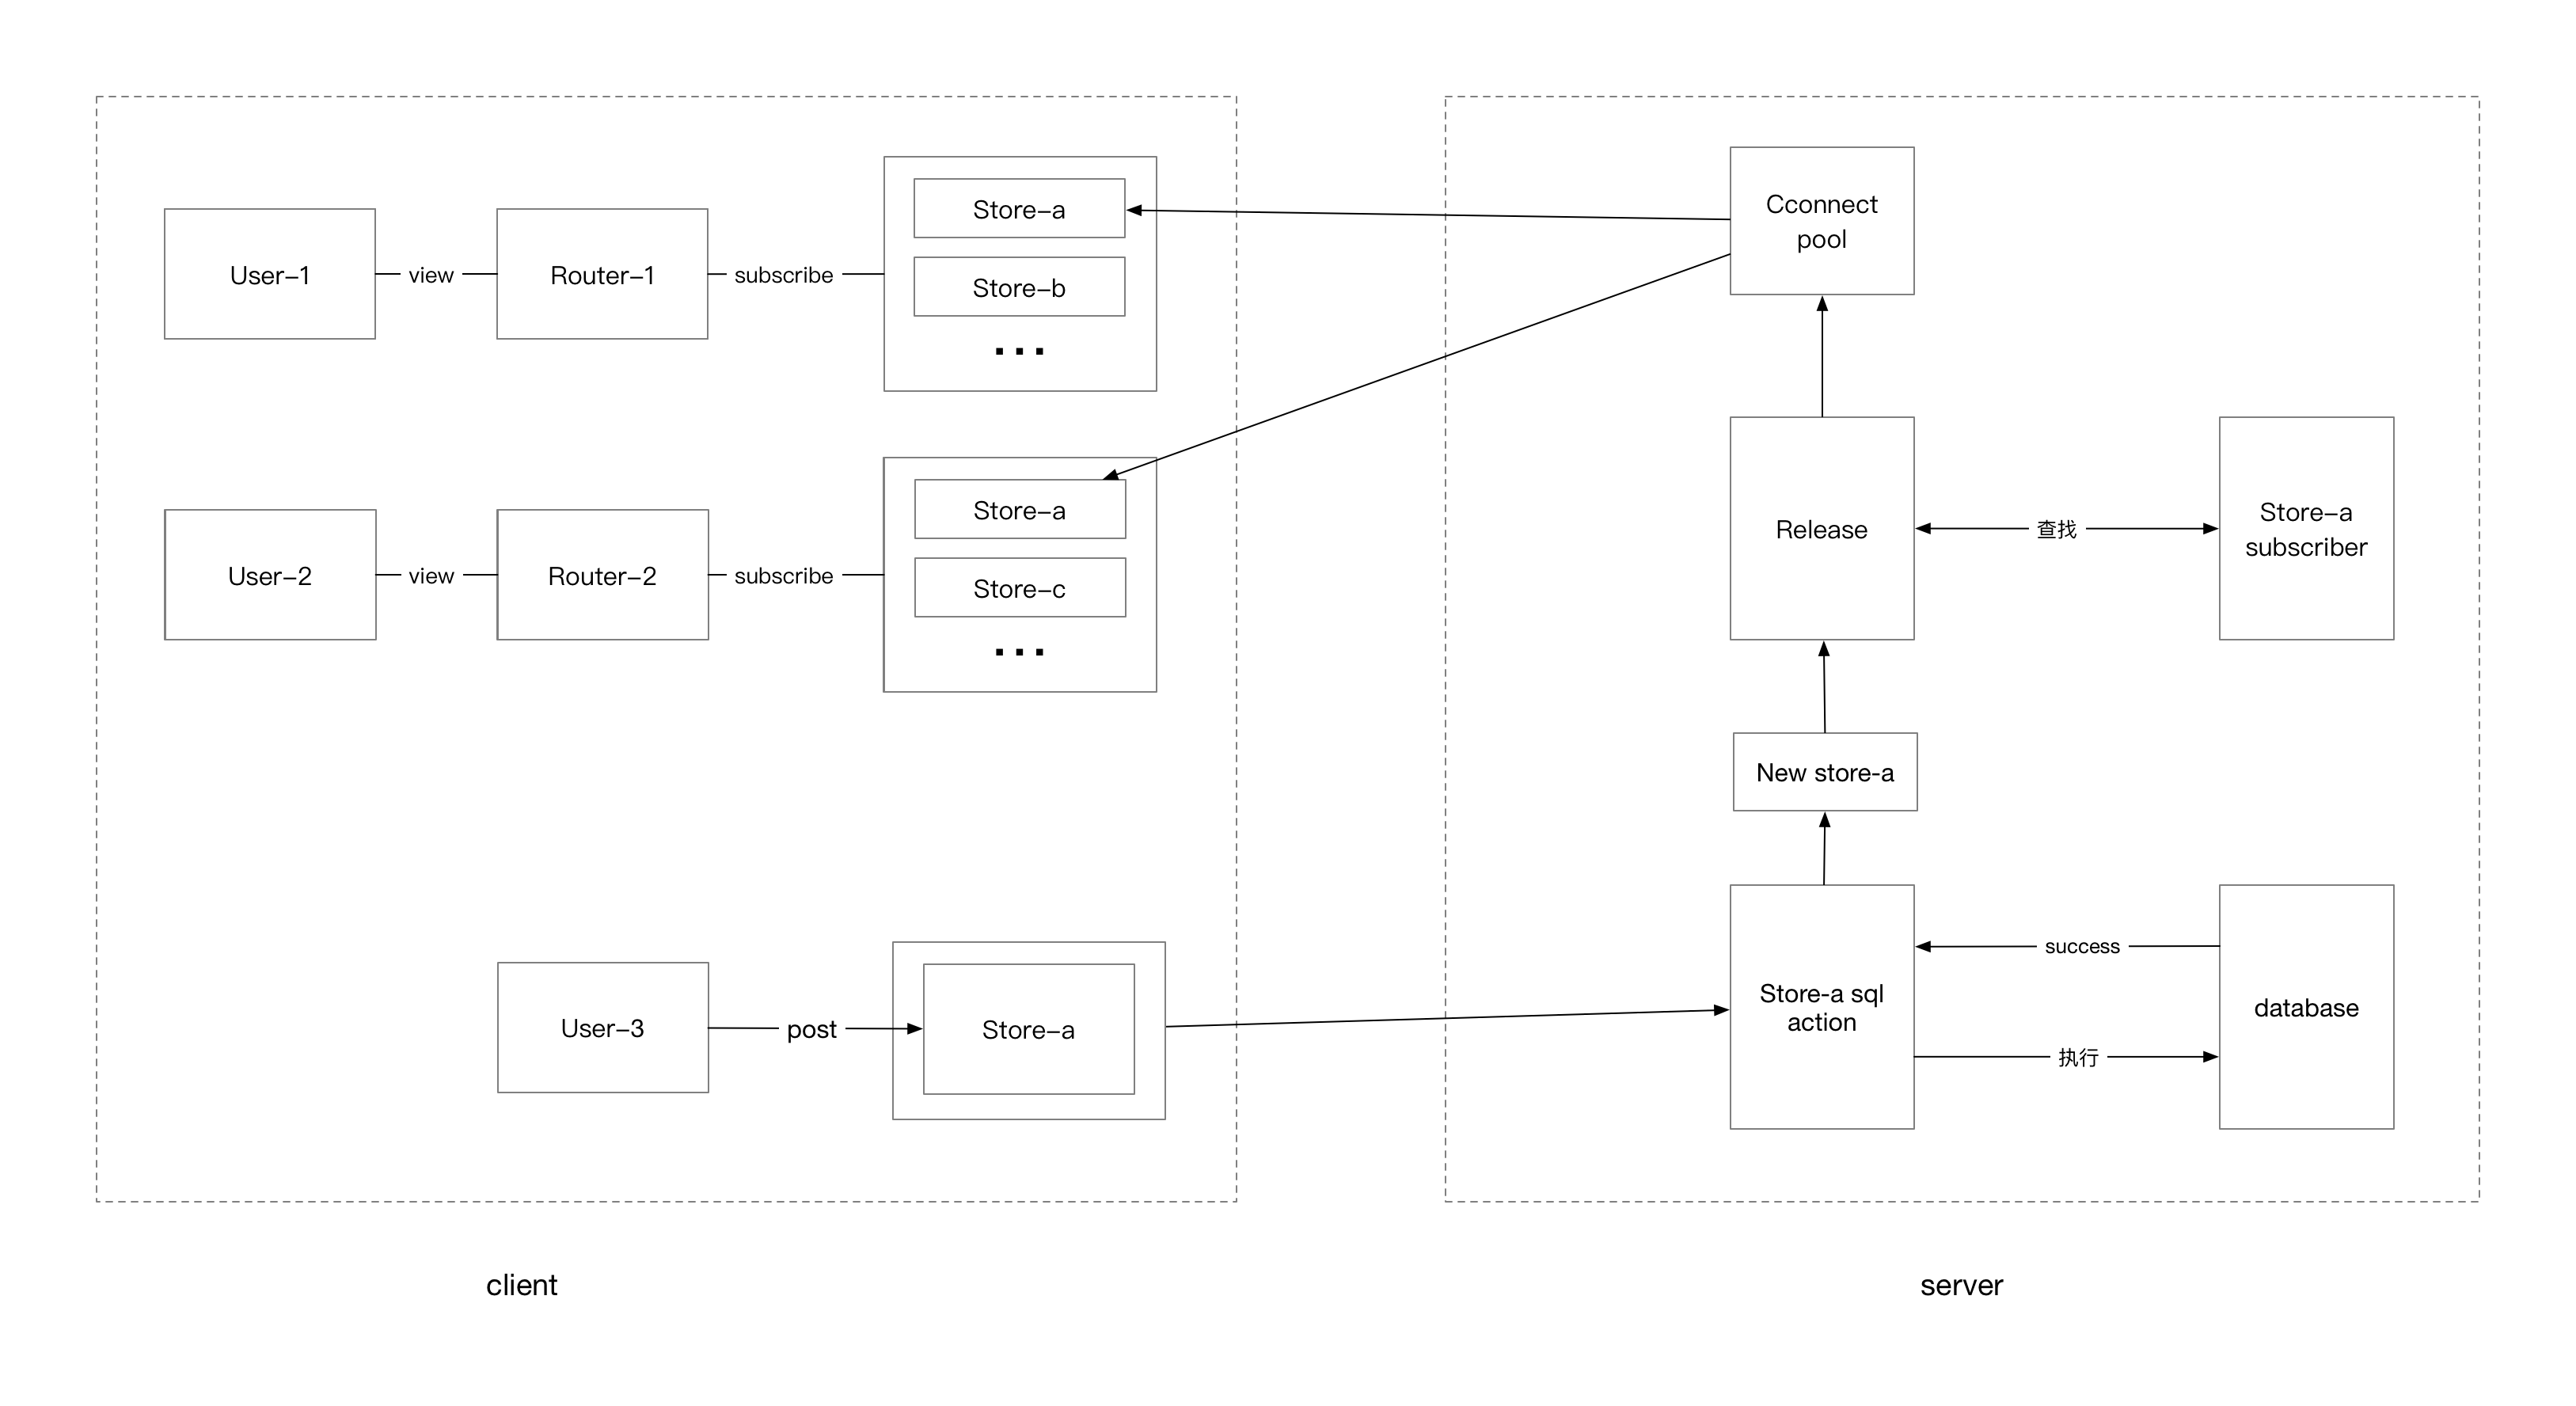 User–1
view
Router–1
subscribe
Store–a
Store–b
...
User–2
view
Router–2
subscribe
Store–a
Store–c
...
User–3
post
Store–a
client
Cconnect
pool
Release
查找
Store–a
subscriber
New store-a
Store-a sql
action
success
执行
database
server